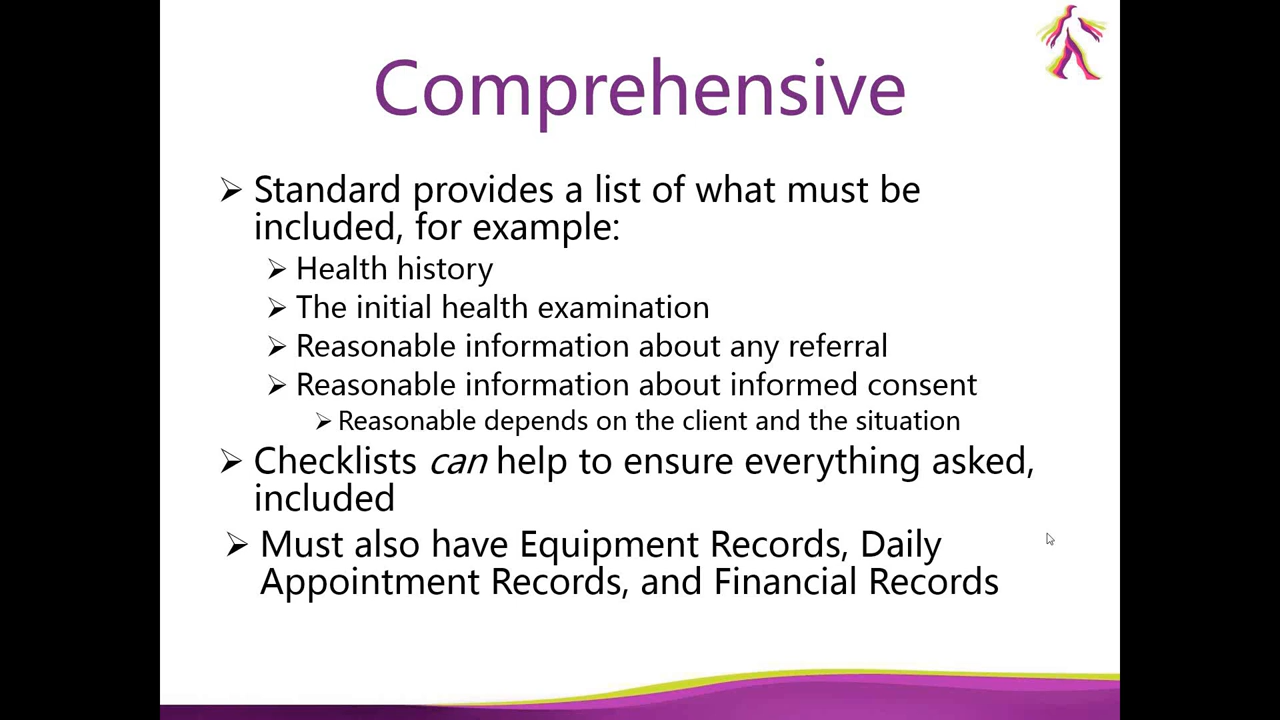 Comprehensive
➢ Standard provides a list of what must be
included, for example:
➢ Health history
➢ The initial health examination
➢ Reasonable information about any referral
➢ Reasonable information about informed consent
➢ Reasonable depends on the client and the situation
➢ Checklists can help to ensure everything asked,
included
➢ Must also have Equipment Records, Daily
Appointment Records, and Financial Records